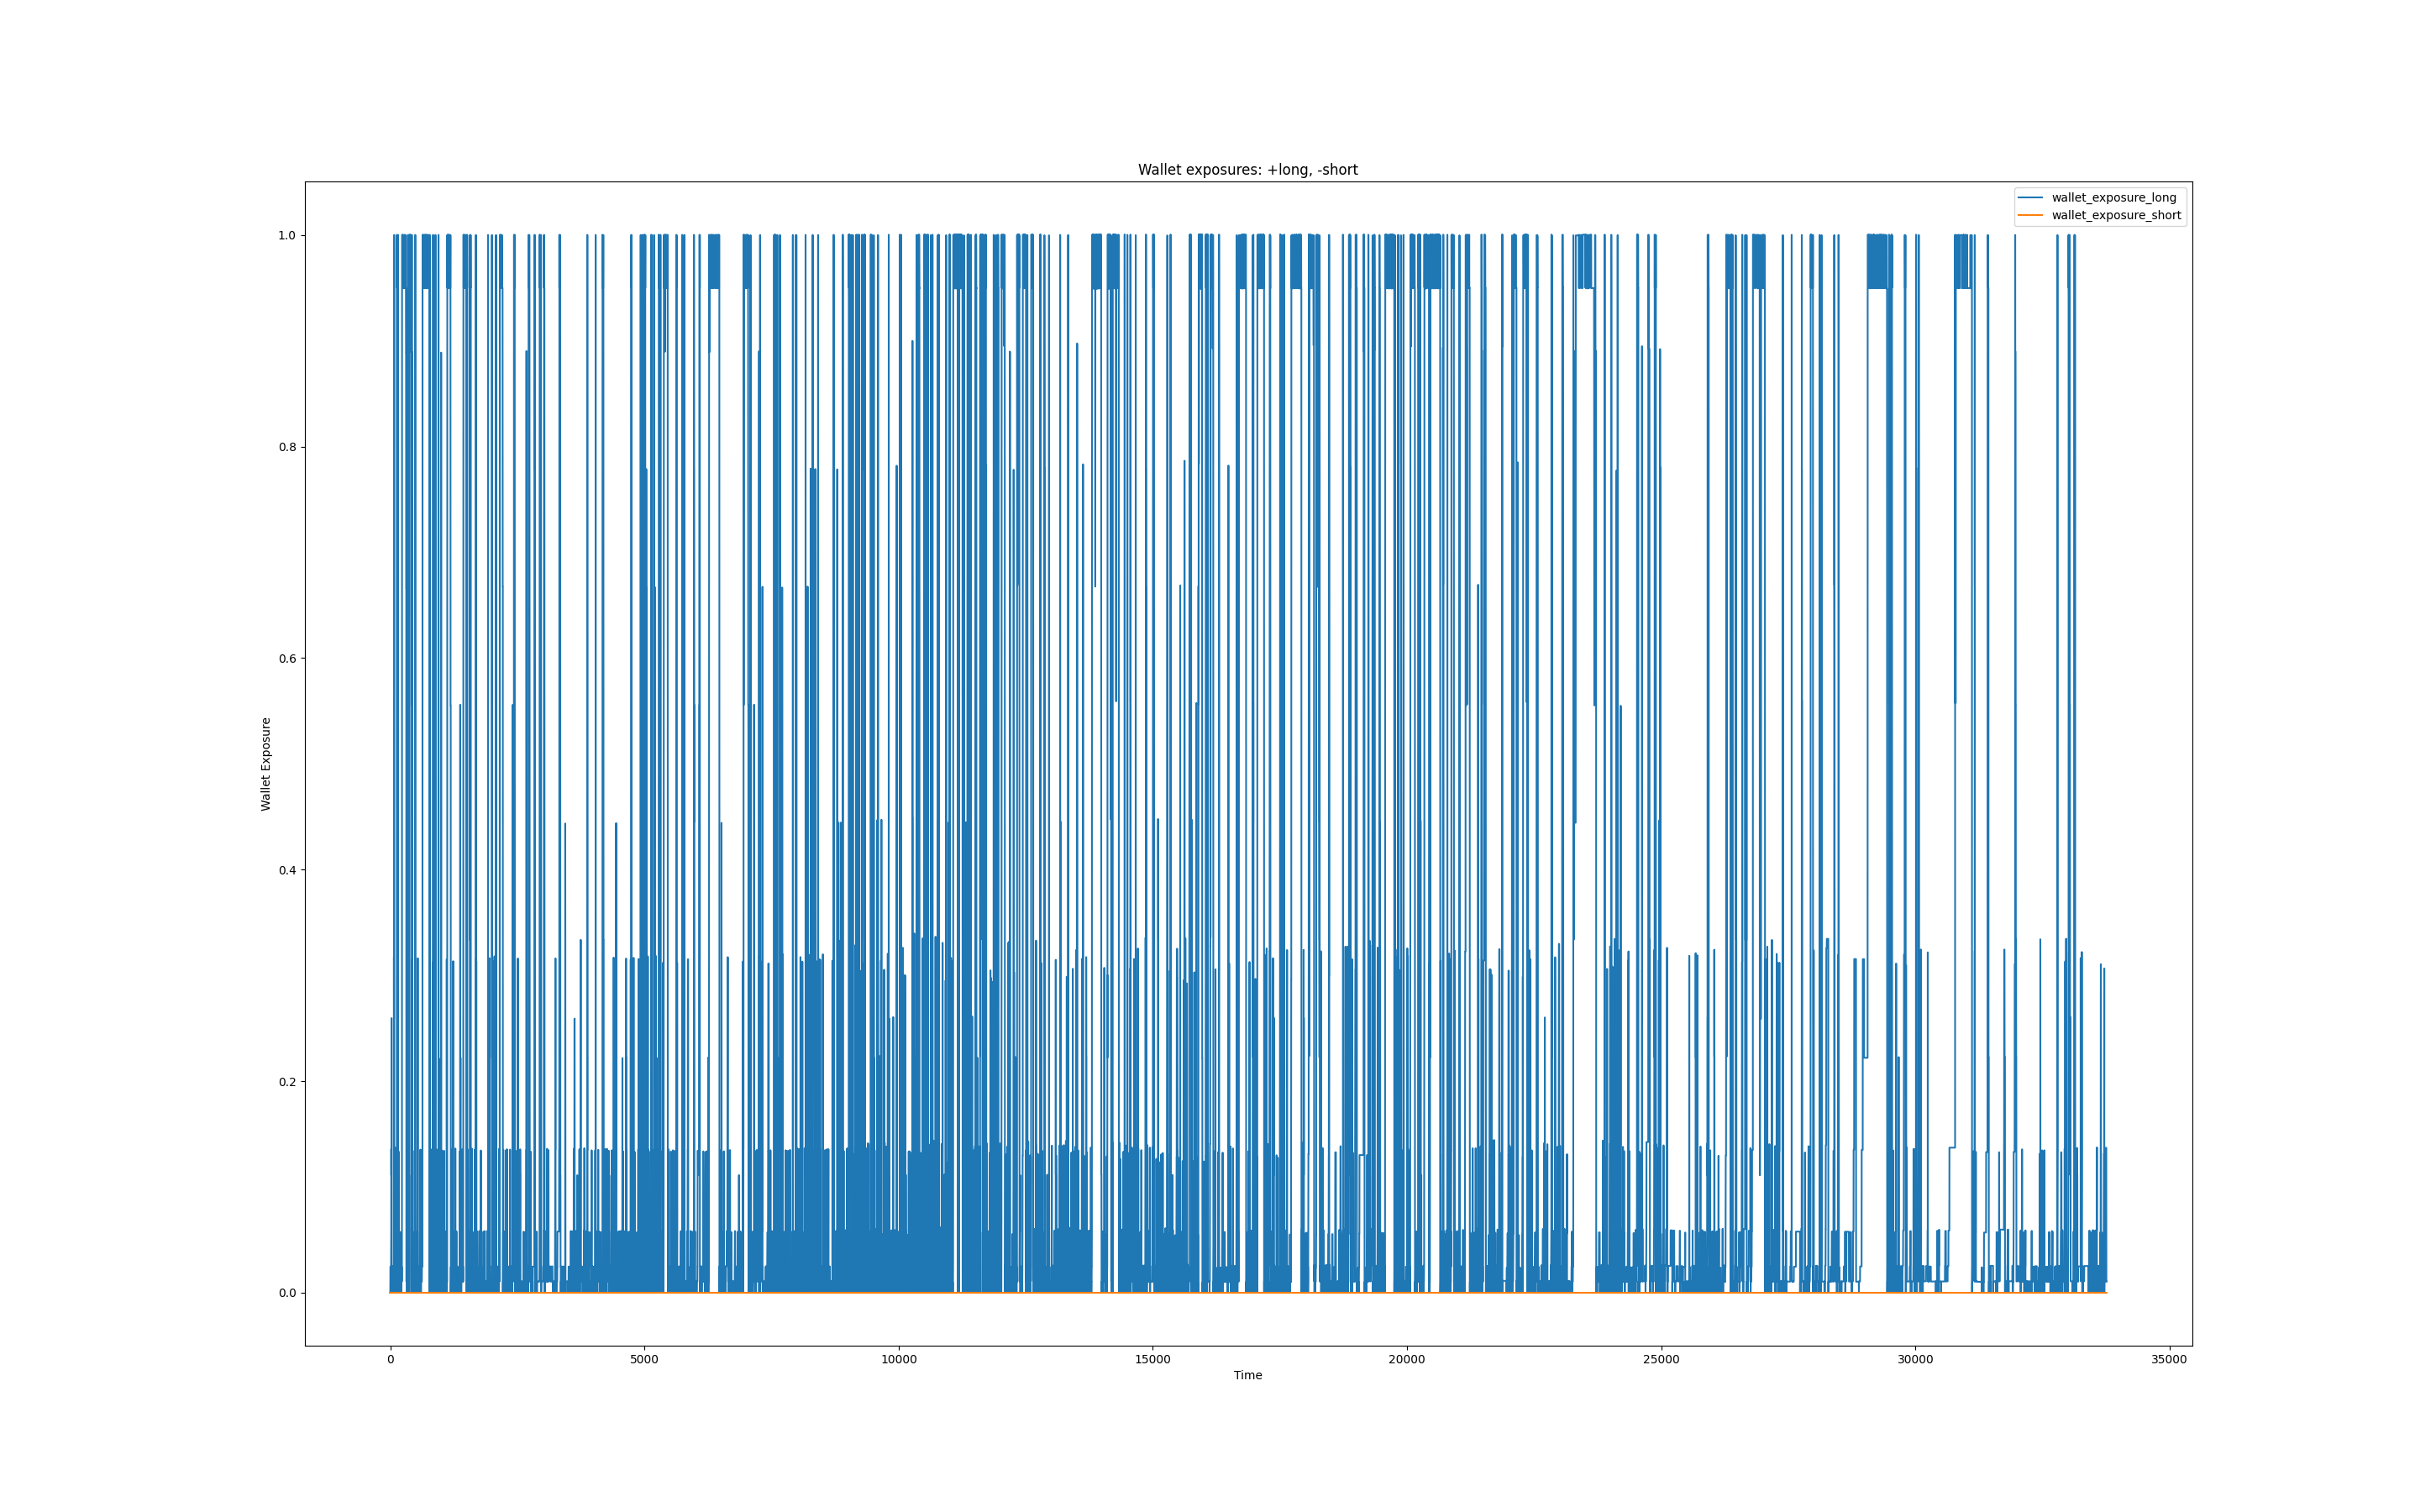 Wallet exposures: +long, -short
wallet_exposure_long
wallet_exposure_short
1.0
0.8
0.6
0.4
0.2
0.0
Wallet Exposure
0 5000 10000 15000 20000 25000 30000 35000
Time